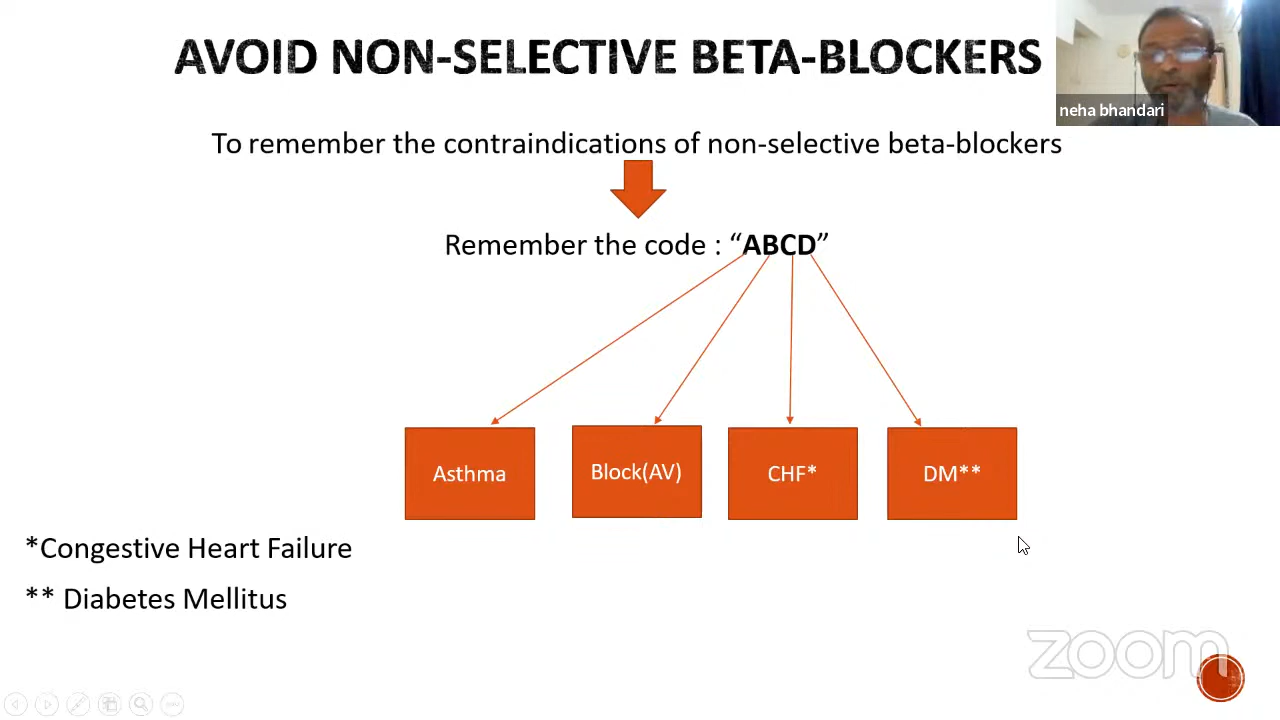 AVOID NON-SELECTIVE BETA-BLOCKERS
neha bhandari
To remember the contraindications of non-selective beta-blockers
Remember the code : “ABCD”
Asthma
Block(AV)
CHF*
DM**
*Congestive Heart Failure
** Diabetes Mellitus
zoom